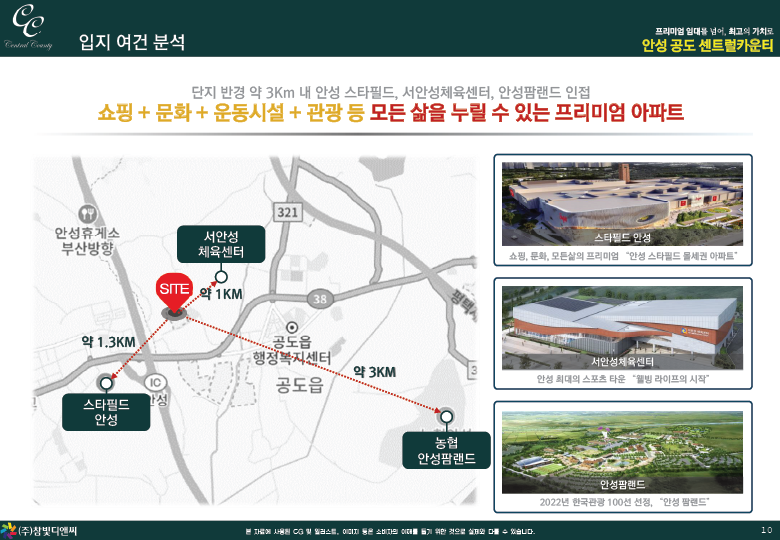 CC
Central County
입지 여건 분석
프리미엄 임대를 넘어, 최고의 가치로
안성 공도 센트럴카운티
단지 반경 약 3Km 내 안성 스타필드, 서안성체육센터, 안성팜랜드 인접
쇼핑 + 문화 + 운동시설 + 관광 등 모든 삶을 누릴 수 있는 프리미엄 아파트
안성휴게소
부산방향
321
서안성
체육센터
SITE
약 1KM
38
평택시
공도읍
행정복지센터
약 1.3KM
공도읍
약 3KM
IC
안성
스타필드
안성
농협
안성팜랜드
스타필드 안성
쇼핑, 문화, 모든삶의 프리미엄 “안성 스타필드 몰세권 아파트”
서안성체육센터
안성 최대의 스포츠 타운 “웰빙 라이프의 시작”
안성팜랜드
2022년 한국관광 100선 선정, “안성 팜랜드”
(주)참빛디앤씨
본 자료에 사용된 CG 및 일러스트, 이미지 등은 소비자의 이해를 돕기 위한 것으로 실제와 다를 수 있습니다.
10